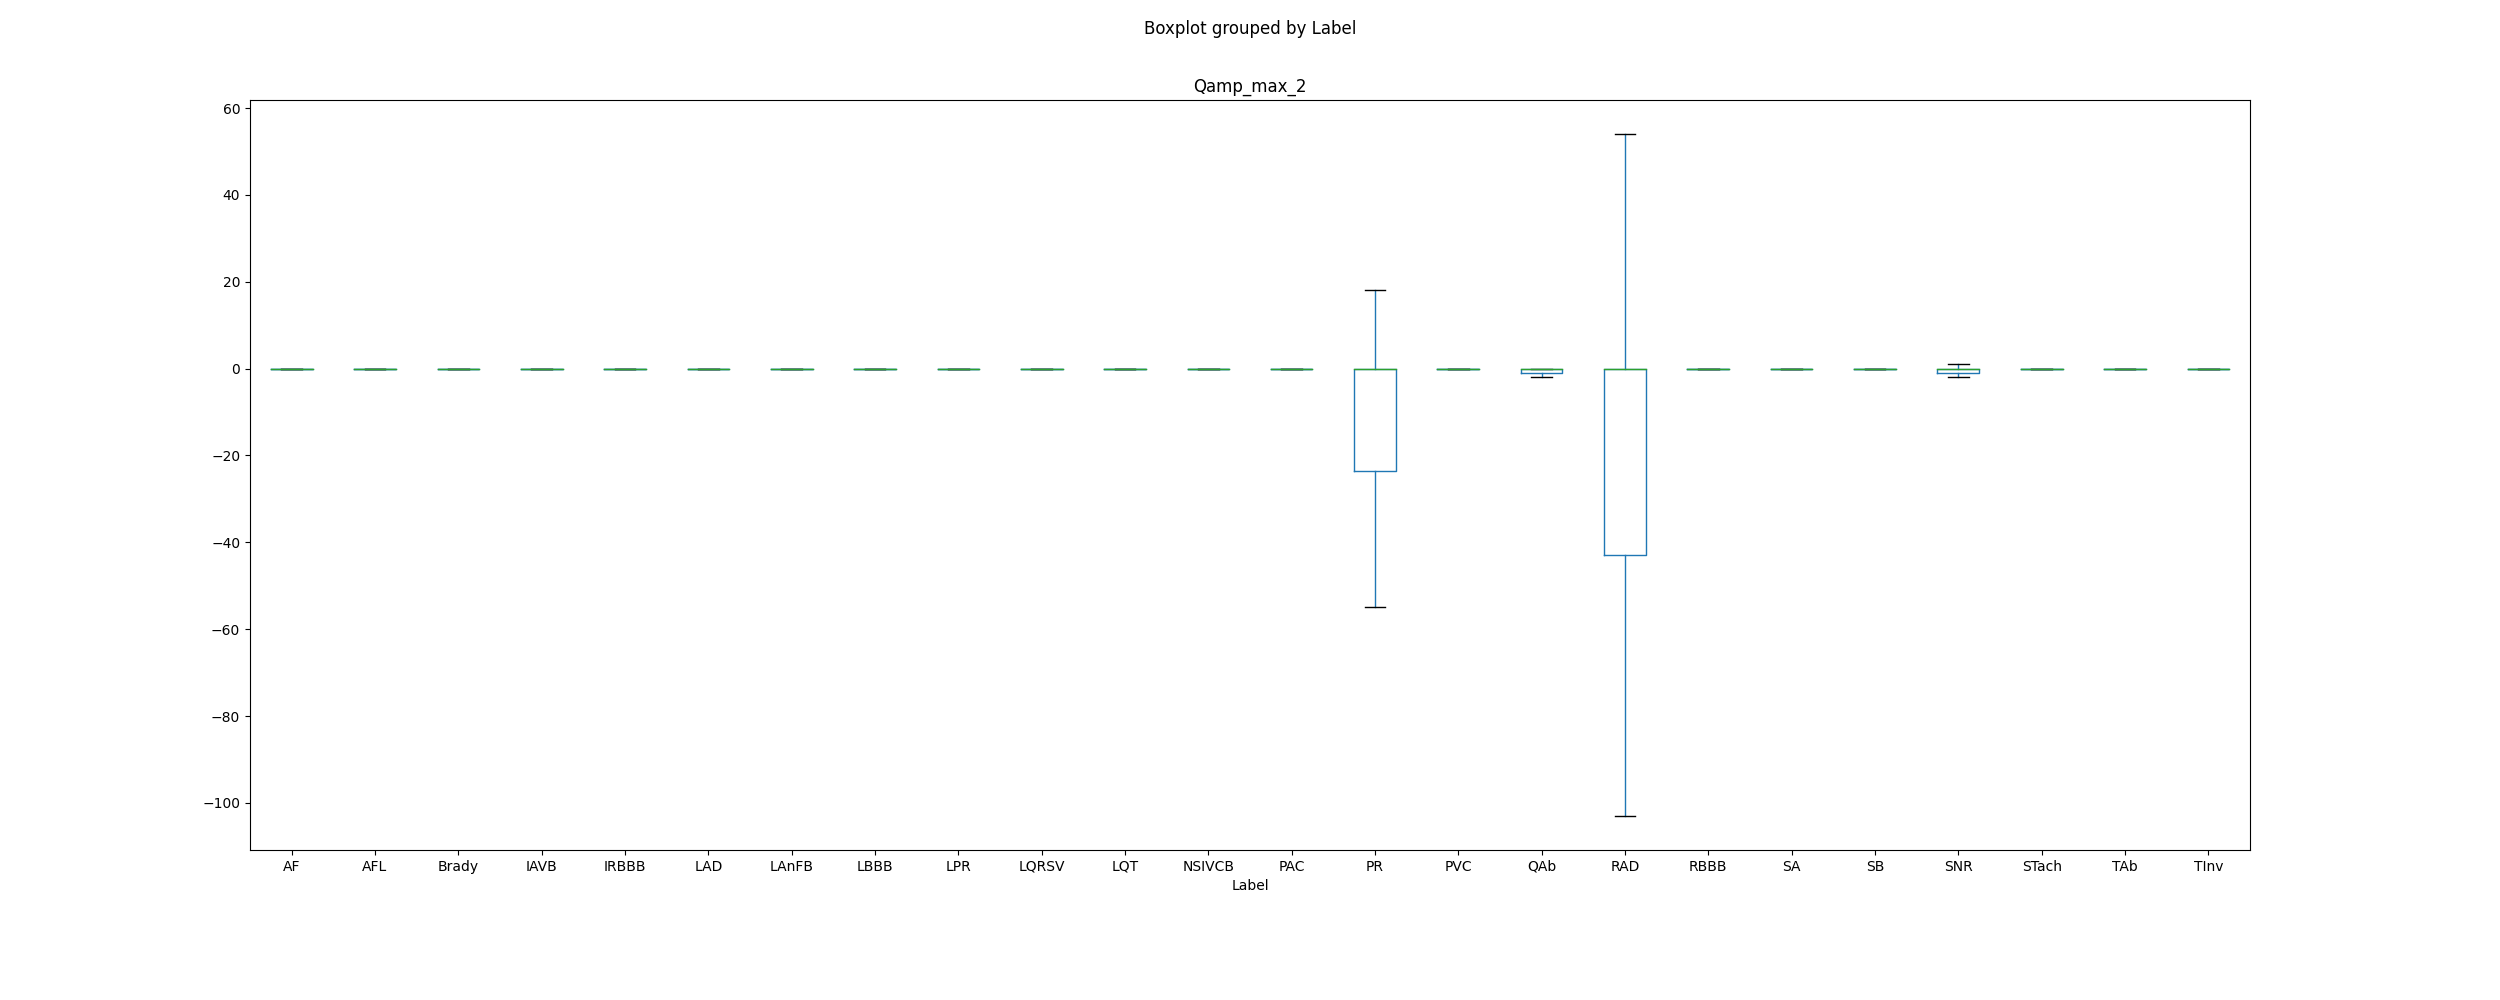 Boxplot grouped by Label
Qamp_max_2
60
40
20
0
−20
−40
−60
−80
−100
AF AFL Brady IAVB IRBBB LAD LAnFB LBBB LPR LQRSV LQT NSIVCB PAC PR PVC QAb RAD RBBB SA SB SNR STach TAb TInv
Label